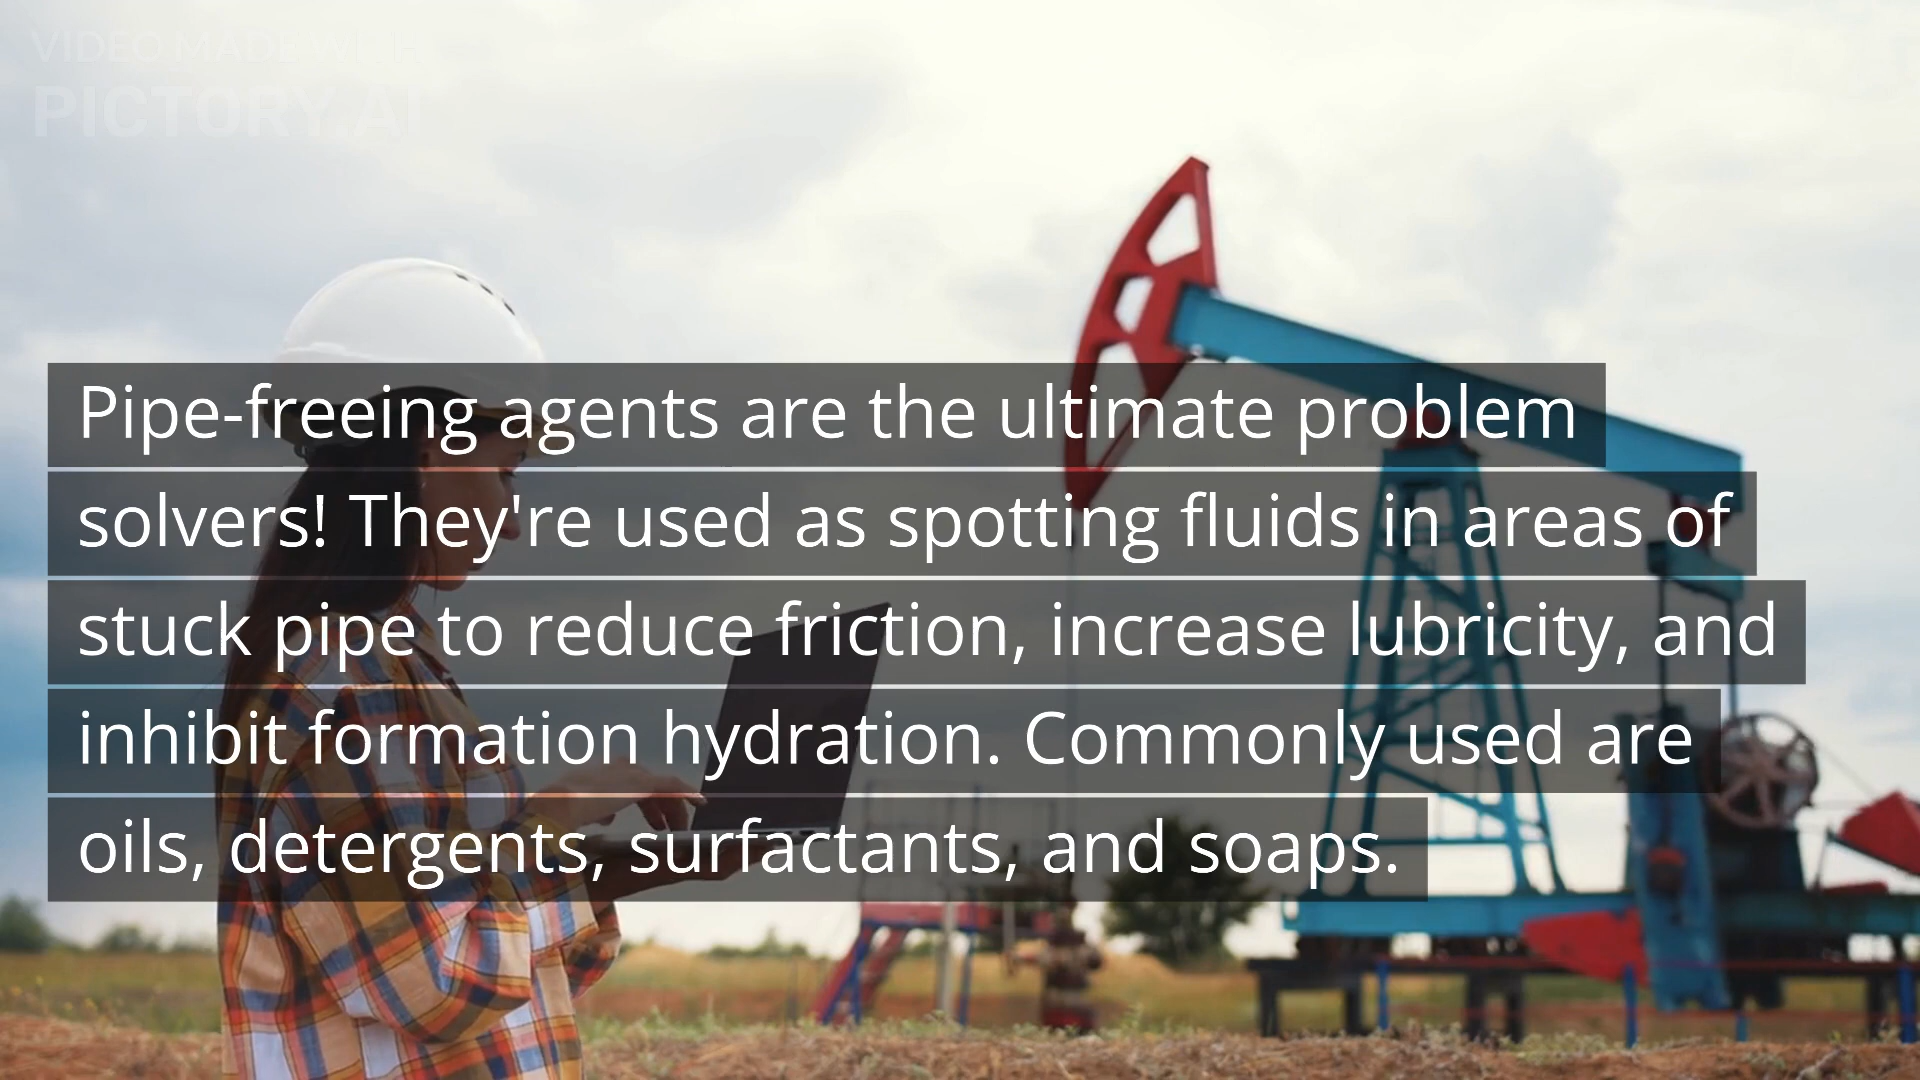 VIDEO MADE WITH
PICTORY.AI
Pipe-freeing agents are the ultimate problem
solvers! They're used as spotting fluids in areas of
stuck pipe to reduce friction, increase lubricity, and
inhibit formation hydration. Commonly used are
oils, detergents, surfactants, and soaps.